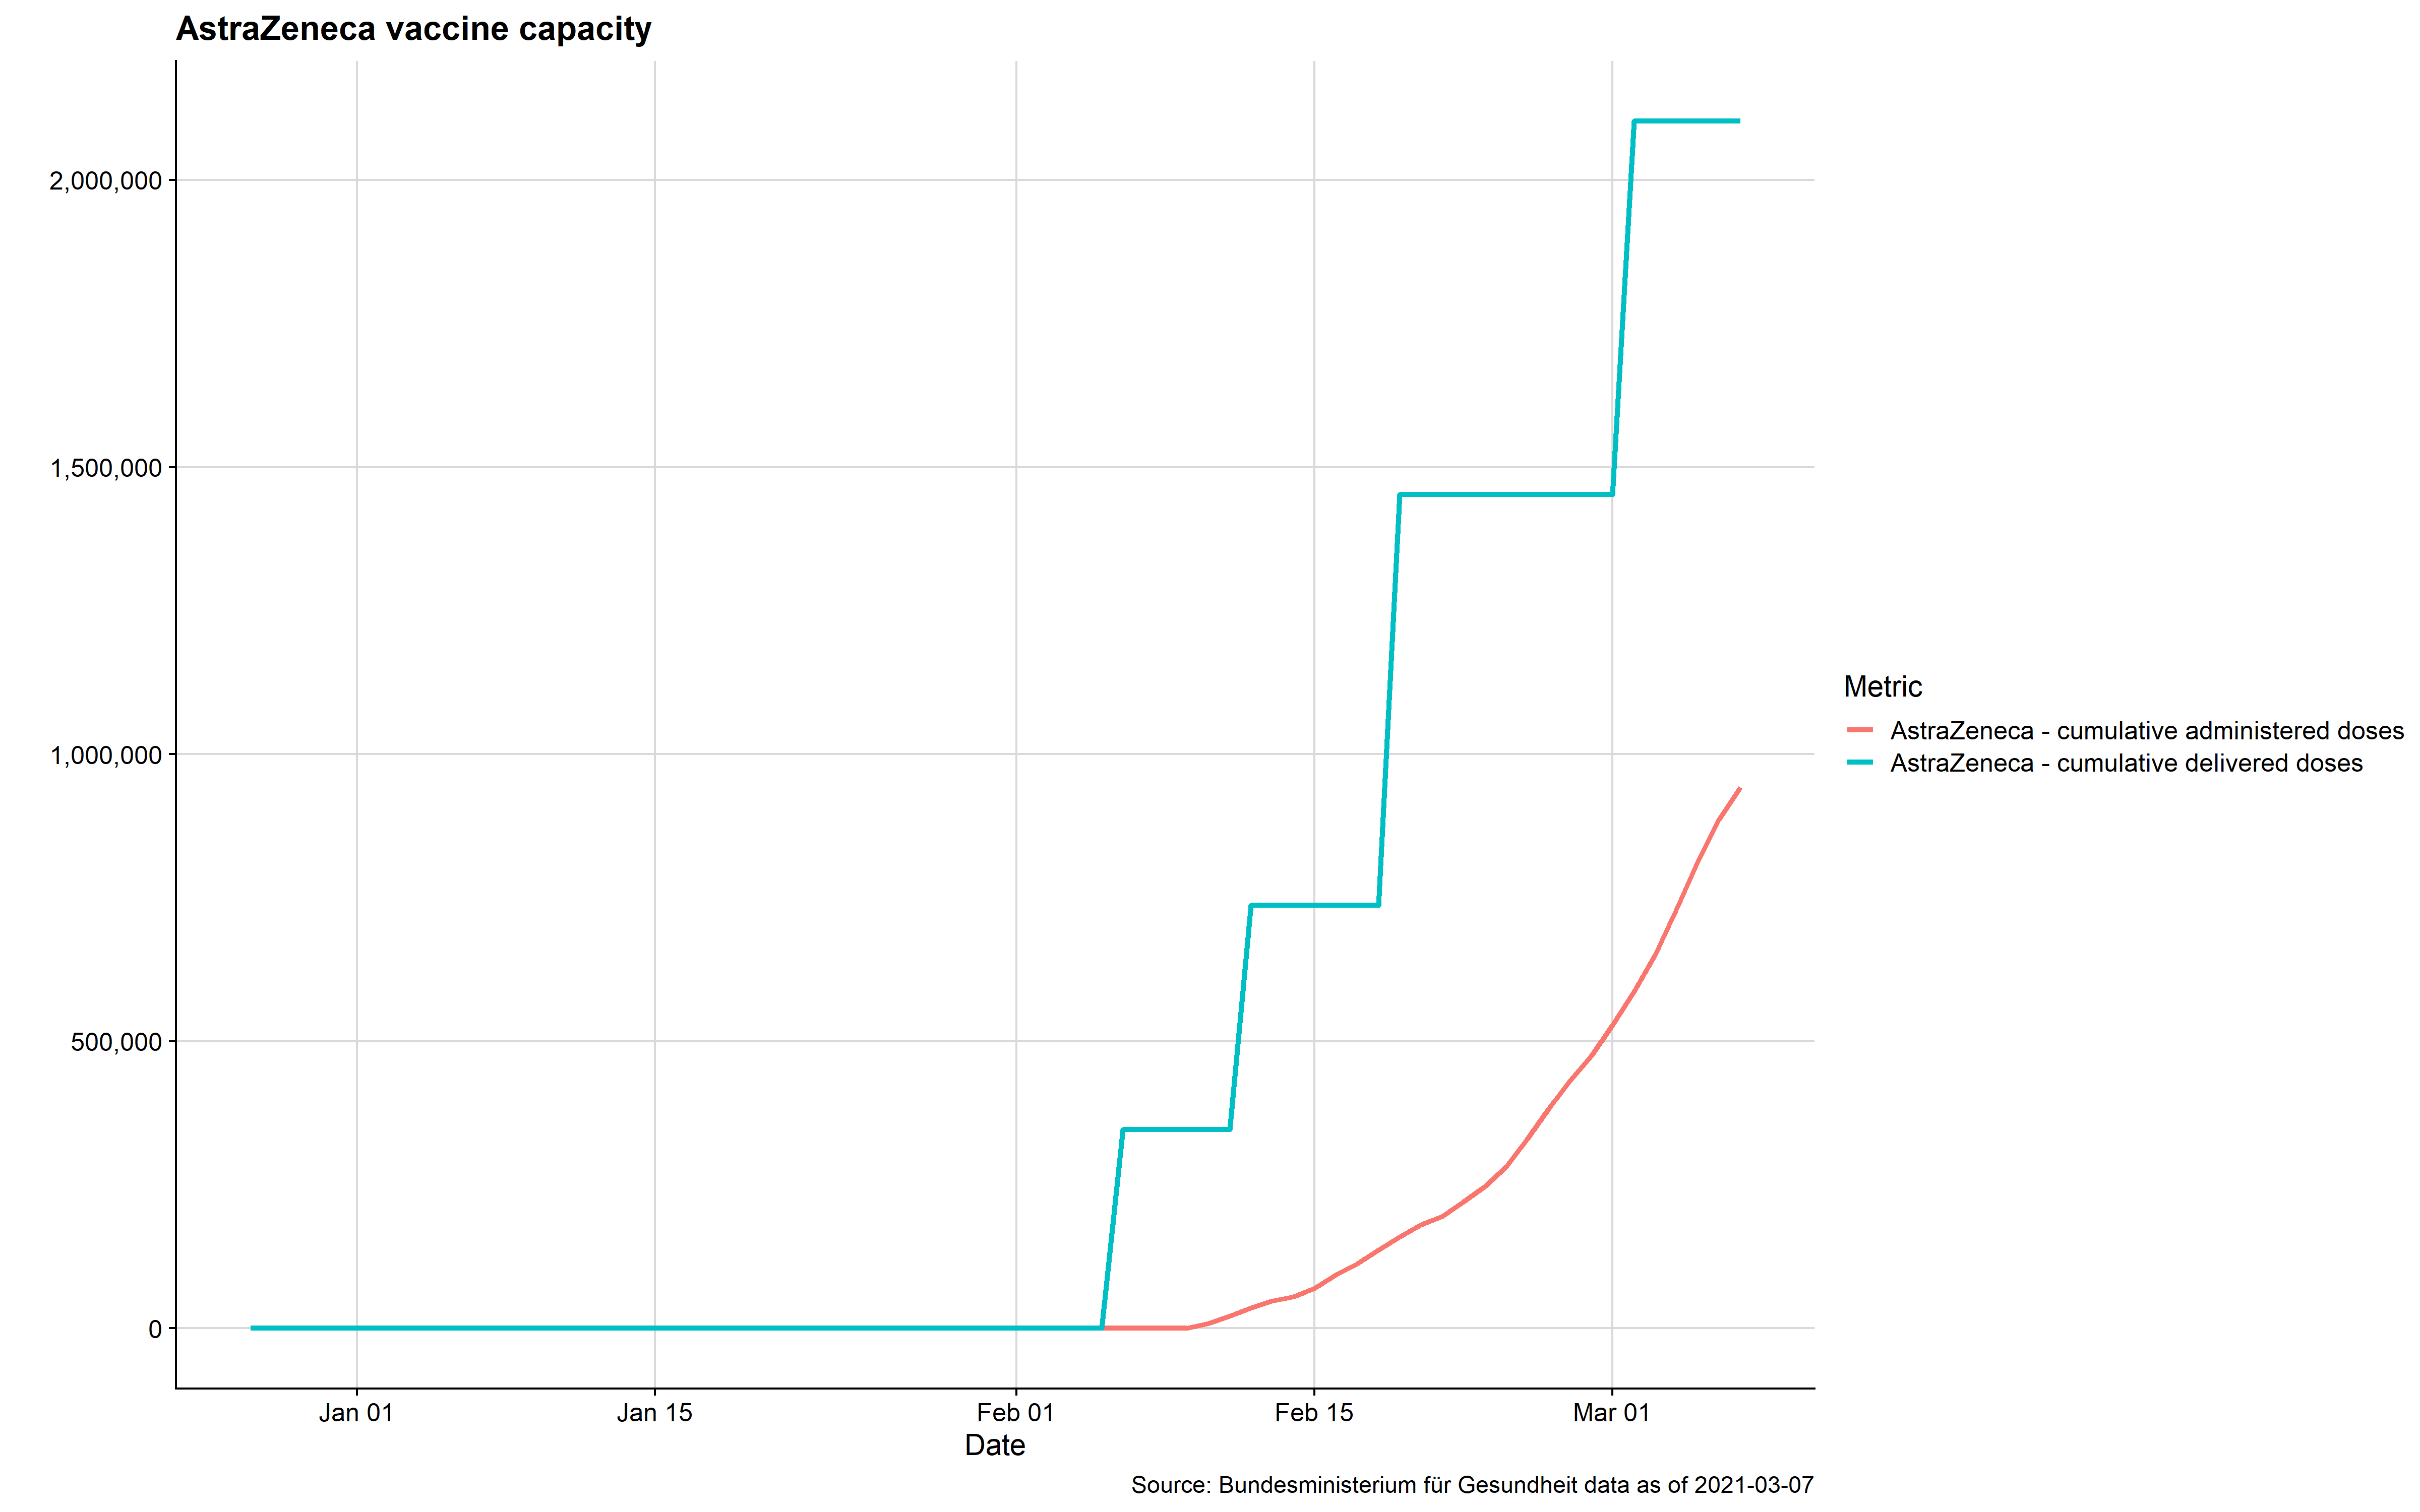 AstraZeneca vaccine capacity
2,000,000
1,500,000
1,000,000
500,000
0
Jan 01
Jan 15
Feb 01
Feb 15
Mar 01
Date
Metric
AstraZeneca - cumulative administered doses
AstraZeneca - cumulative delivered doses
Source: Bundesministerium für Gesundheit data as of 2021-03-07